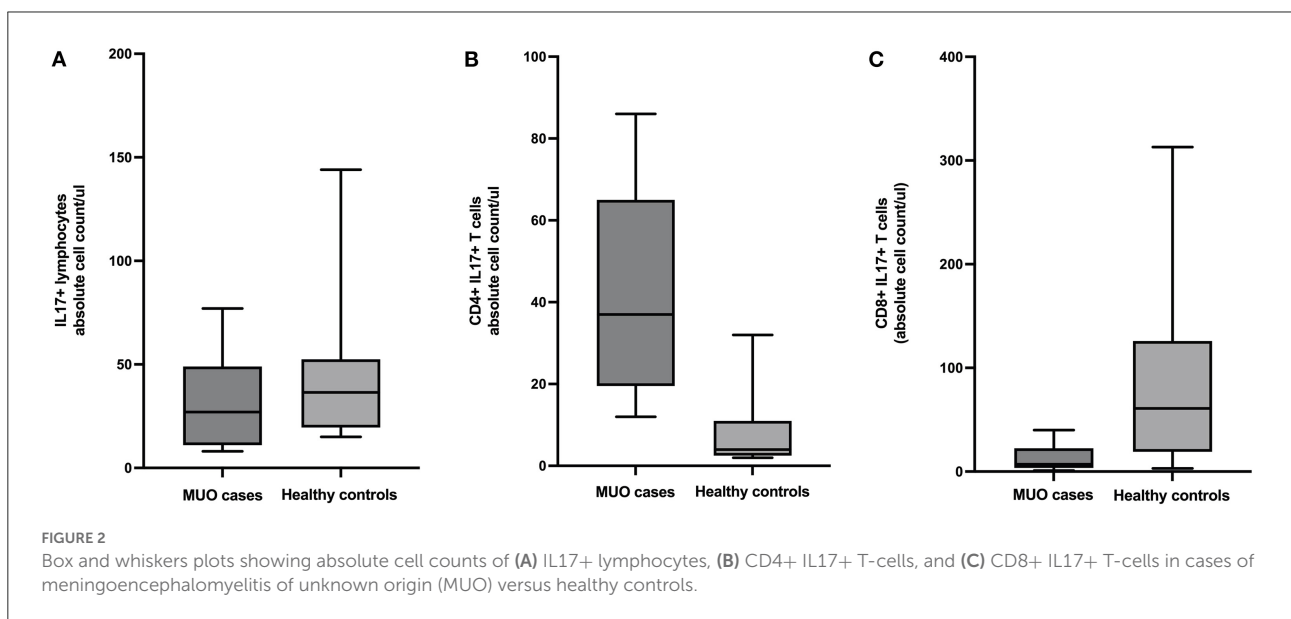 A
IL17+ lymphocytes
absolute cell count/ul
200
150
100
50
0
MUO cases
Healthy controls
B
CD4+ IL17+ T cells
absolute cell count/ul
100
80
60
40
20
0
MUO cases
Healthy controls
C
CD8+ IL17+ T cells
(absolute cell count/ul)
400
300
200
100
0
MUO cases
Healthy controls
FIGURE 2
Box and whiskers plots showing absolute cell counts of (A) IL17+ lymphocytes, (B) CD4+ IL17+ T-cells, and (C) CD8+ IL17+ T-cells in cases of
meningoencephalomyelitis of unknown origin (MUO) versus healthy controls.